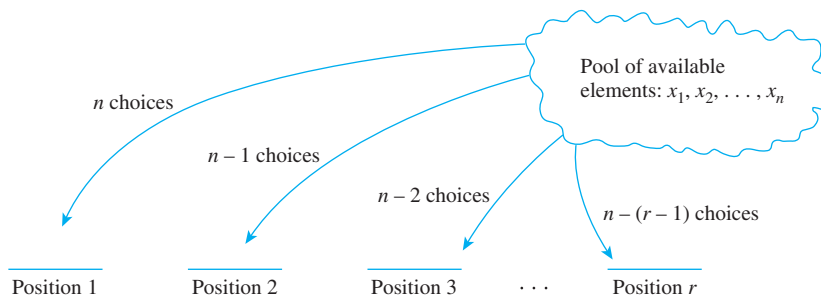 Pool of available
elements: x₁, x₂, . . . , xₙ
n choices
n – 1 choices
n – 2 choices
n – (r – 1) choices
Position 1
Position 2
Position 3
· · ·
Position r